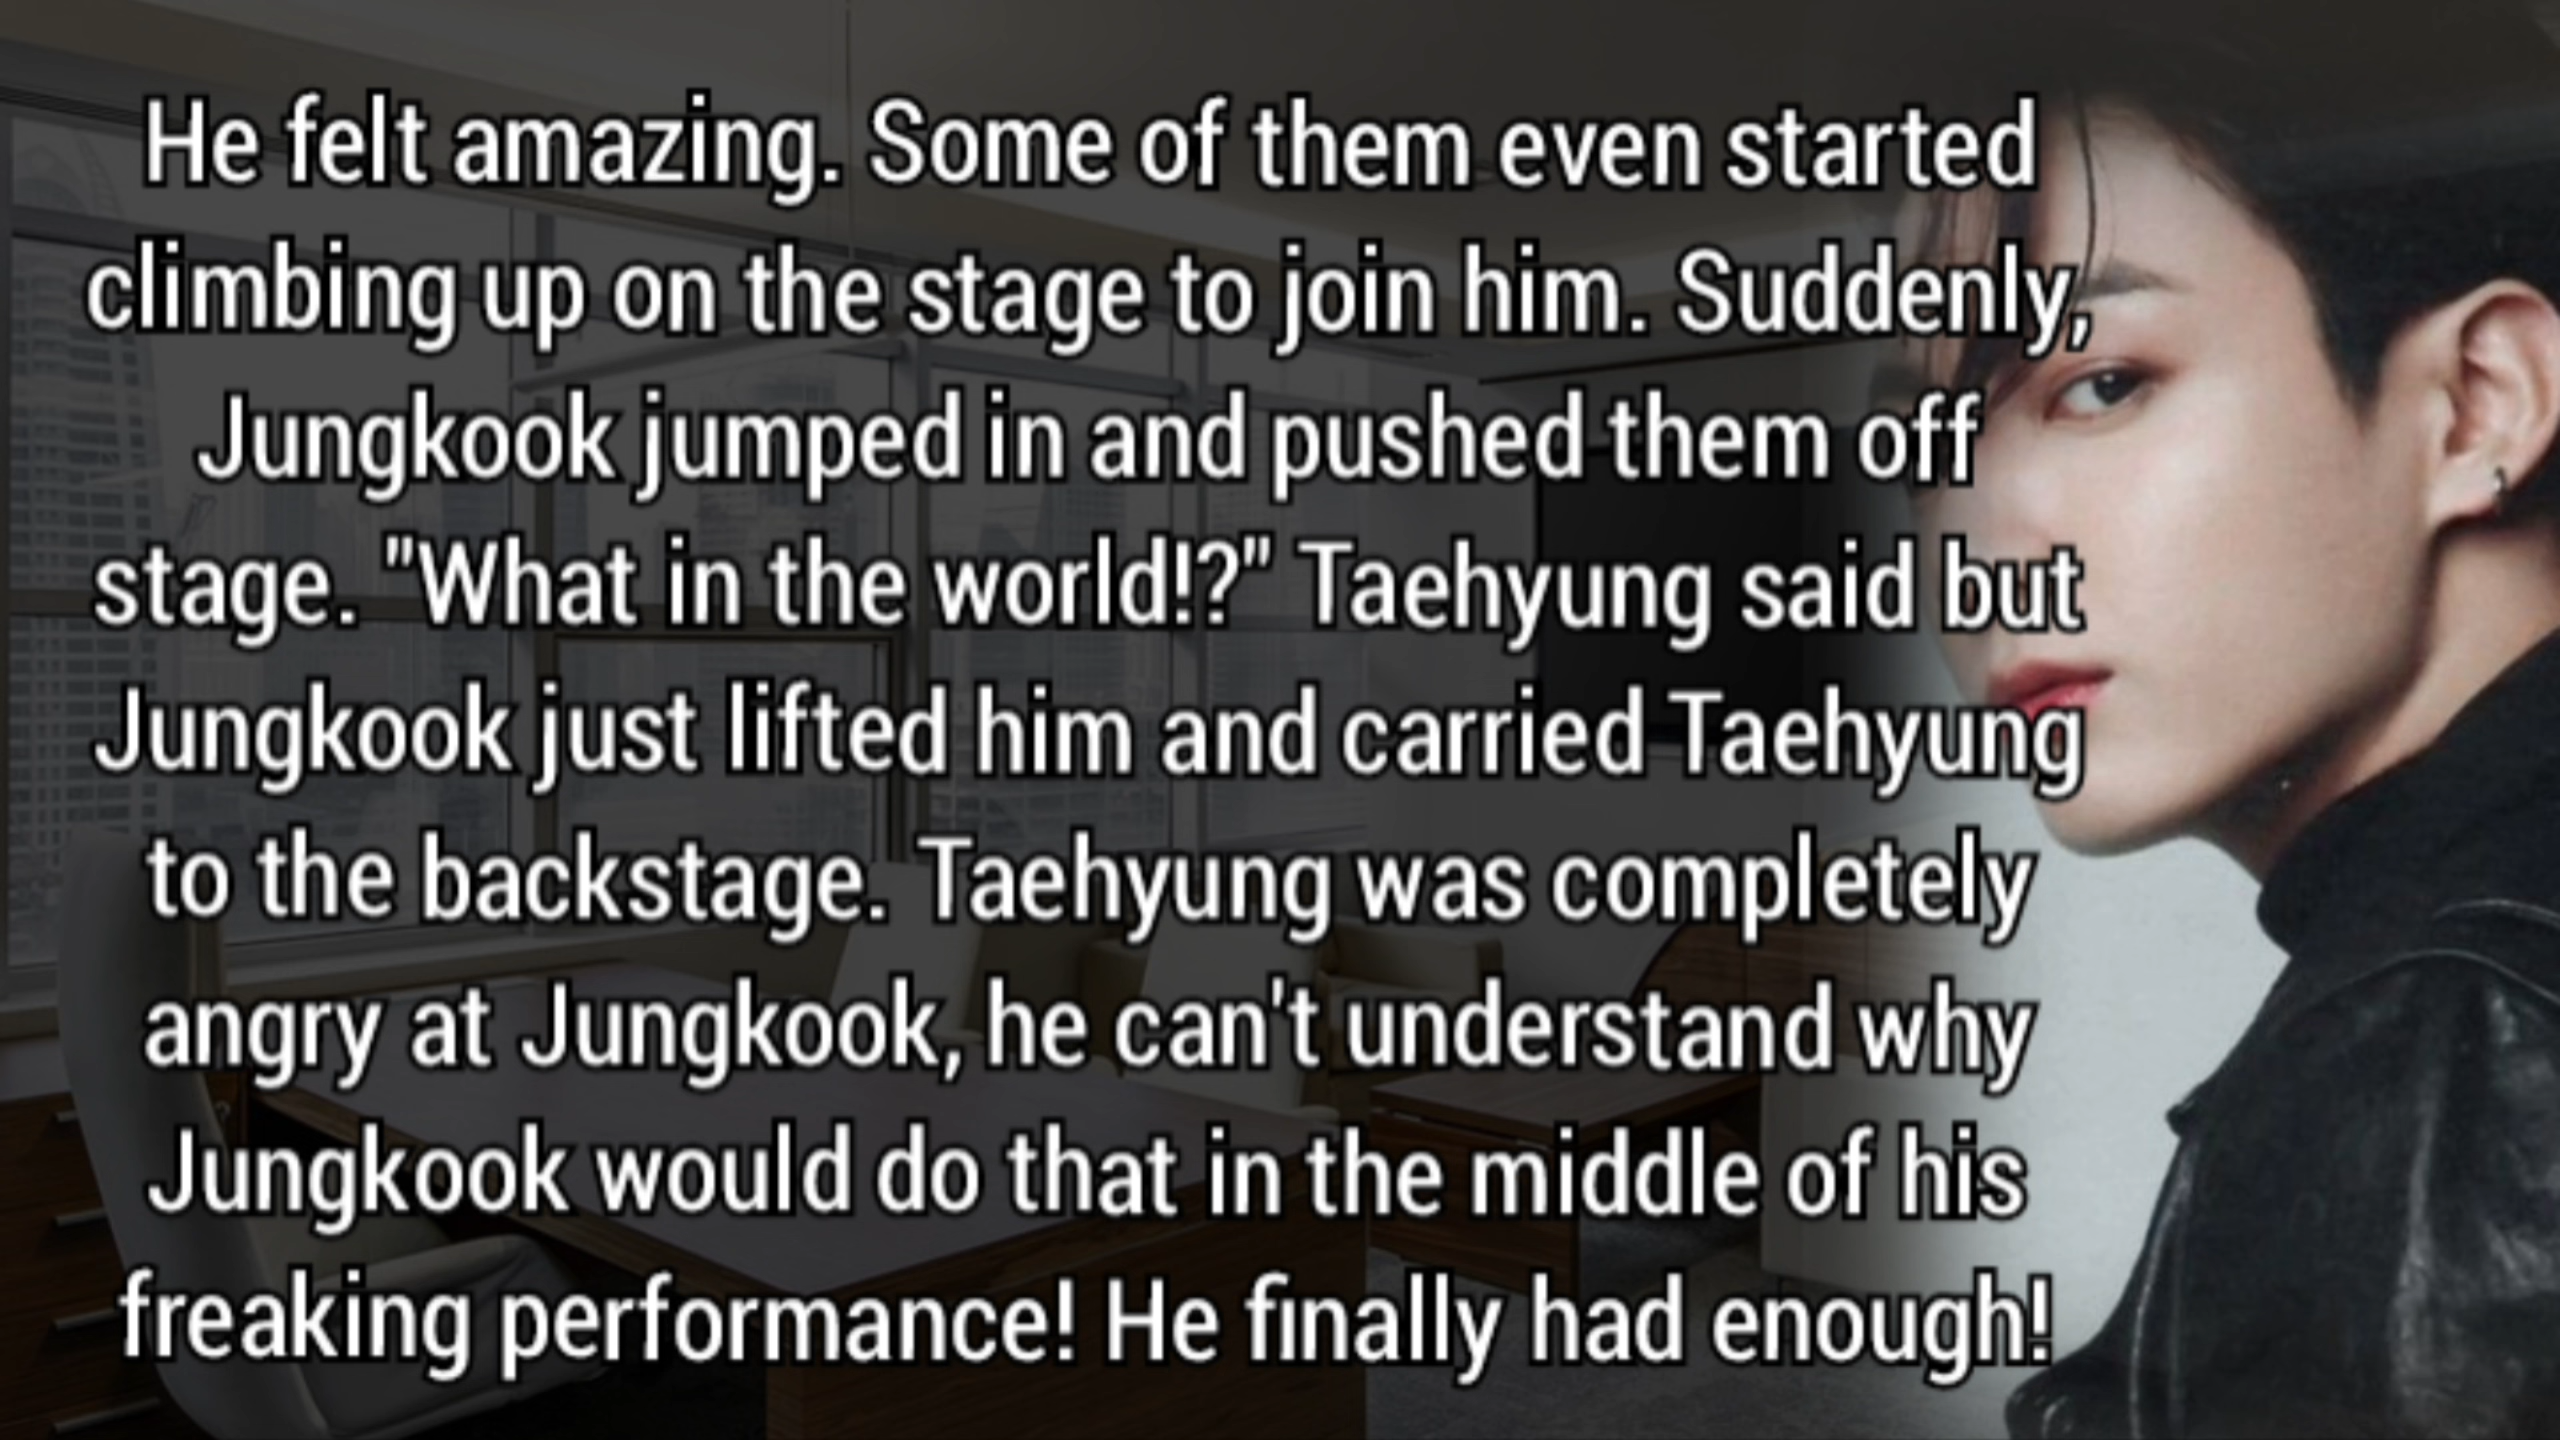 He felt amazing. Some of them even started
climbing up on the stage to join him. Suddenly,
Jungkook jumped in and pushed them off
stage. "What in the world!?" Taehyung said but
Jungkook just lifted him and carried Taehyung
to the backstage. Taehyung was completely
angry at Jungkook, he can't understand why
Jungkook would do that in the middle of his
freaking performance! He finally had enough!